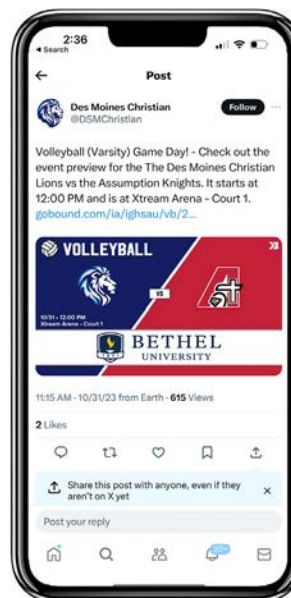 2:36
Search
Post
Des Moines Christian
@DSMChristian
Follow
Volleyball (Varsity) Game Day! - Check out the
event preview for the The Des Moines Christian
Lions vs the Assumption Knights. It starts at
12:00 PM and is at Xtream Arena - Court 1.
gobound.com/ia/ighsau/vb/2...
VOLLEYBALL
VS
10/31 - 12:00 PM
Xtream Arena - Court 1
BETHEL
UNIVERSITY
11:15 AM · 10/31/23 from Earth · 615 Views
2 Likes
Share this post with anyone, even if they
aren't on X yet
Post your reply
20+